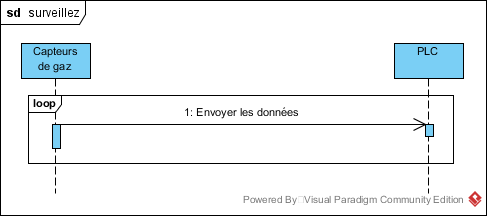 sd surveillez
Capteurs
de gaz
PLC
loop
1: Envoyer les données
Powered By Visual Paradigm Community Edition